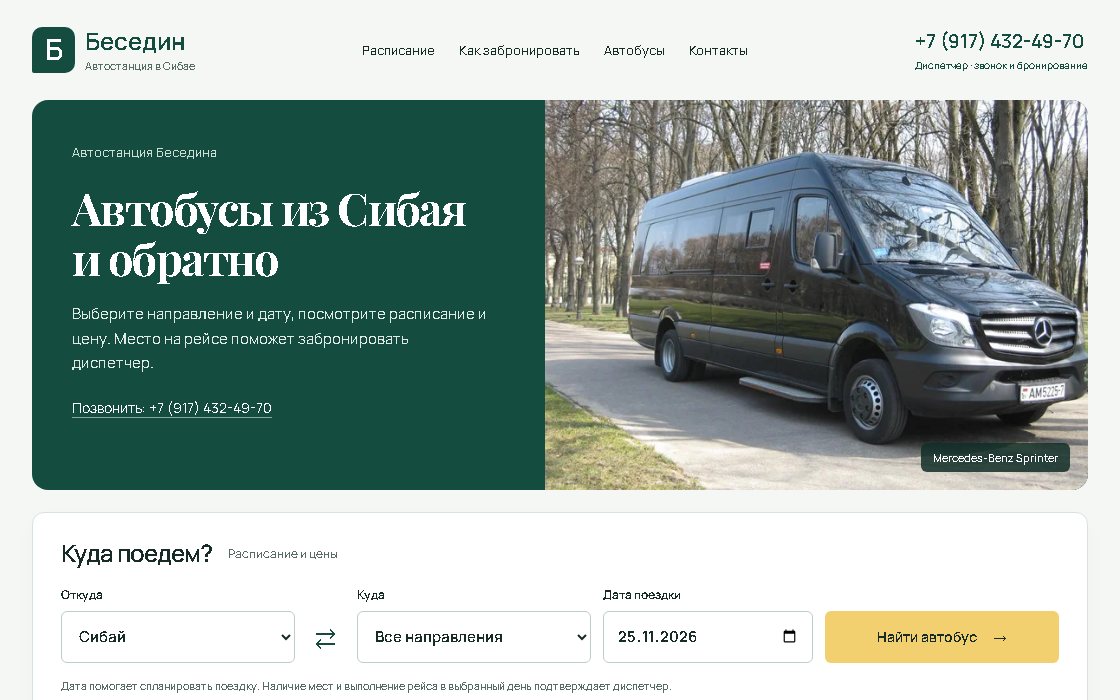 Б
Беседин
Автостанция в Сибае
Расписание
Как забронировать
Автобусы
Контакты
+7 (917) 432-49-70
Диспетчер · звонок и бронирование
Автостанция Беседина
Автобусы из Сибая
и обратно
Выберите направление и дату, посмотрите расписание и
цену. Место на рейсе поможет забронировать
диспетчер.
Позвонить: +7 (917) 432-49-70
АМ5225-7
Mercedes-Benz Sprinter
Куда поедем?
Расписание и цены
Откуда
Куда
Дата поездки
Сибай
⇄
Все направления
25.11.2026
Найти автобус →
Дата помогает спланировать поездку. Наличие мест и выполнение рейса в выбранный день подтверждает диспетчер.